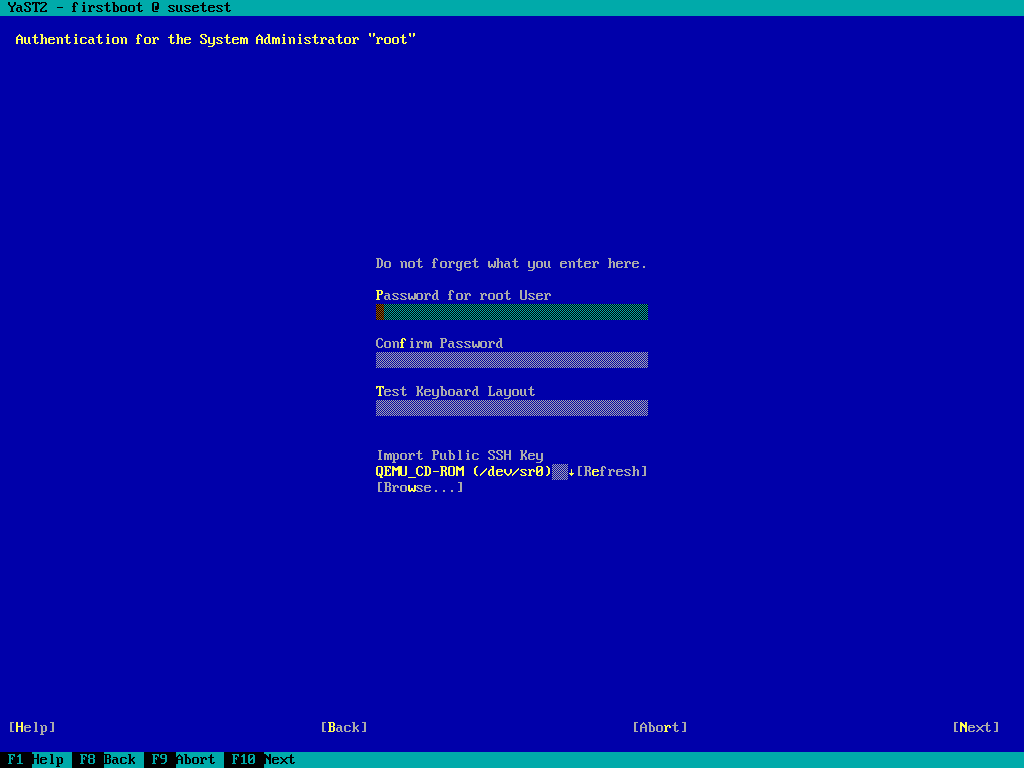 YaST2 - firstboot @ susetest
Authentication for the System Administrator "root"
Do not forget what you enter here.
Password for root User
Confirm Password
Test Keyboard Layout
Import Public SSH Key
QEMU_CD-ROM (/dev/sr0) ↓[Refresh]
[Browse...]
[Help] [Back] [Abort] [Next]
F1 Help F8 Back F9 Abort F10 Next